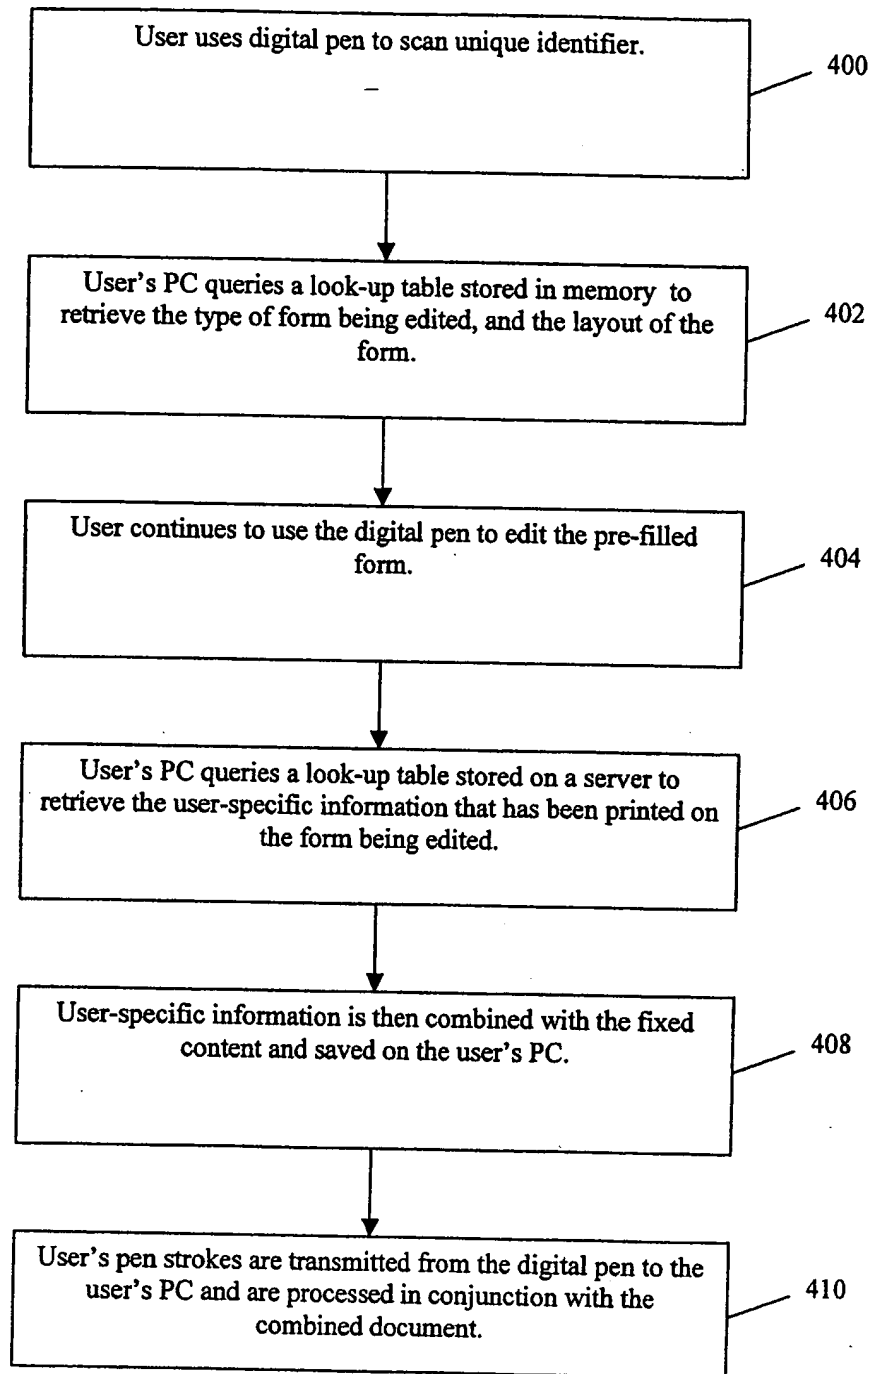 User uses digital pen to scan unique identifier.
400
User's PC queries a look-up table stored in memory to
retrieve the type of form being edited, and the layout of the
form.
402
User continues to use the digital pen to edit the pre-filled
form.
404
User's PC queries a look-up table stored on a server to
retrieve the user-specific information that has been printed on
the form being edited.
406
User-specific information is then combined with the fixed
content and saved on the user's PC.
408
User's pen strokes are transmitted from the digital pen to the
user's PC and are processed in conjunction with the
combined document.
410